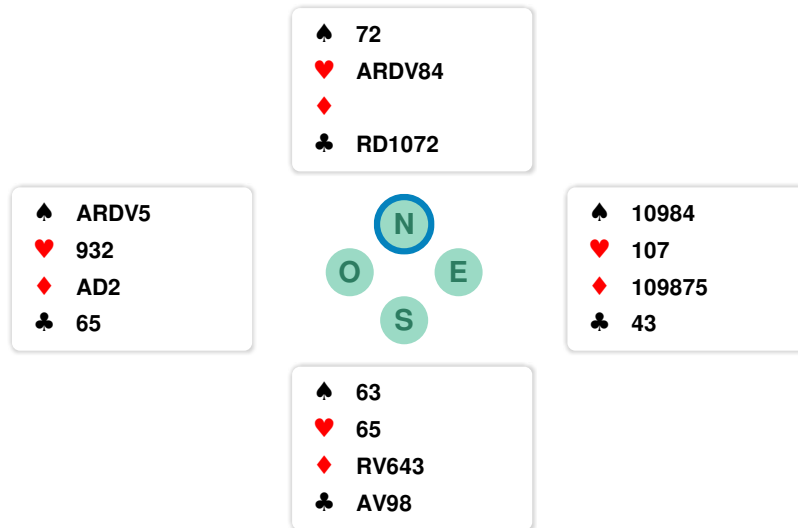 ♠ 72
♥ ARDV84
♦
♣ RD1072
♠ ARDV5
♥ 932
♦ AD2
♣ 65
N
O E
S
♠ 10984
♥ 107
♦ 109875
♣ 43
♠ 63
♥ 65
♦ RV643
♣ AV98